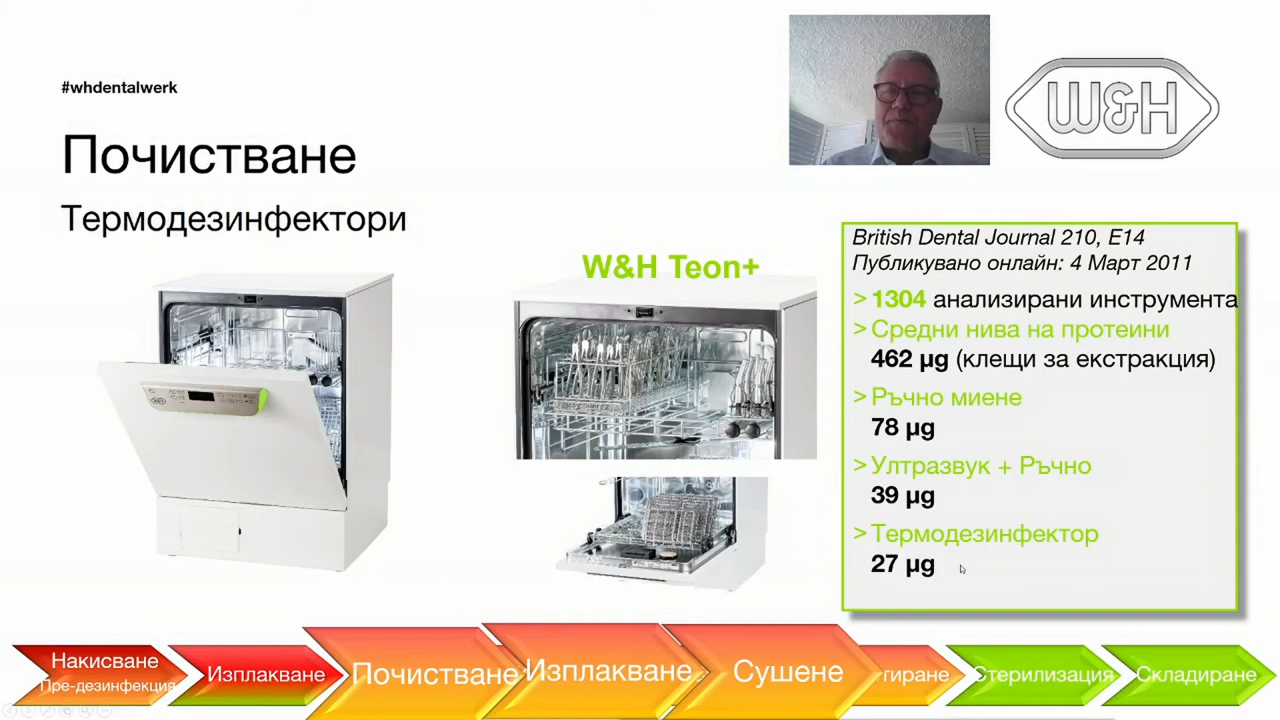 #whdentalwerk
W&H
Почистване
Термодезинфектори
W&H Teon+
British Dental Journal 210, E14
Публикувано онлайн: 4 Март 2011
> 1304 анализирани инструмента
> Средни нива на протеини
462 µg (клещи за екстракция)
> Ръчно миене
78 µg
> Ултразвук + Ръчно
39 µg
> Термодезинфектор
27 µg
Накисване
Пре-дезинфекция
Изплакване
Почистване
Изплакване
Сушене
Стерилизация
Складиране